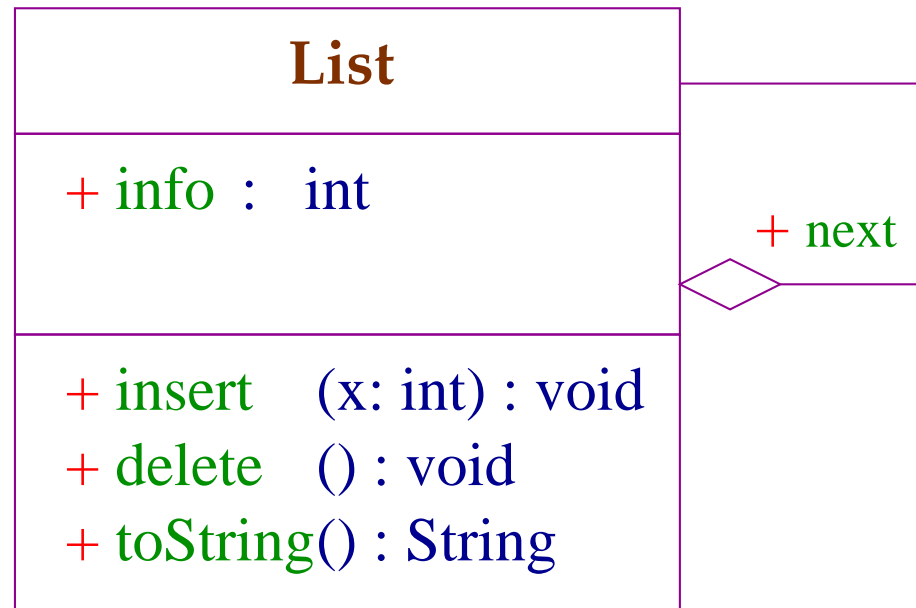 List
+ info : int
+ next
+ insert (x: int) : void
+ delete () : void
+ toString() : String